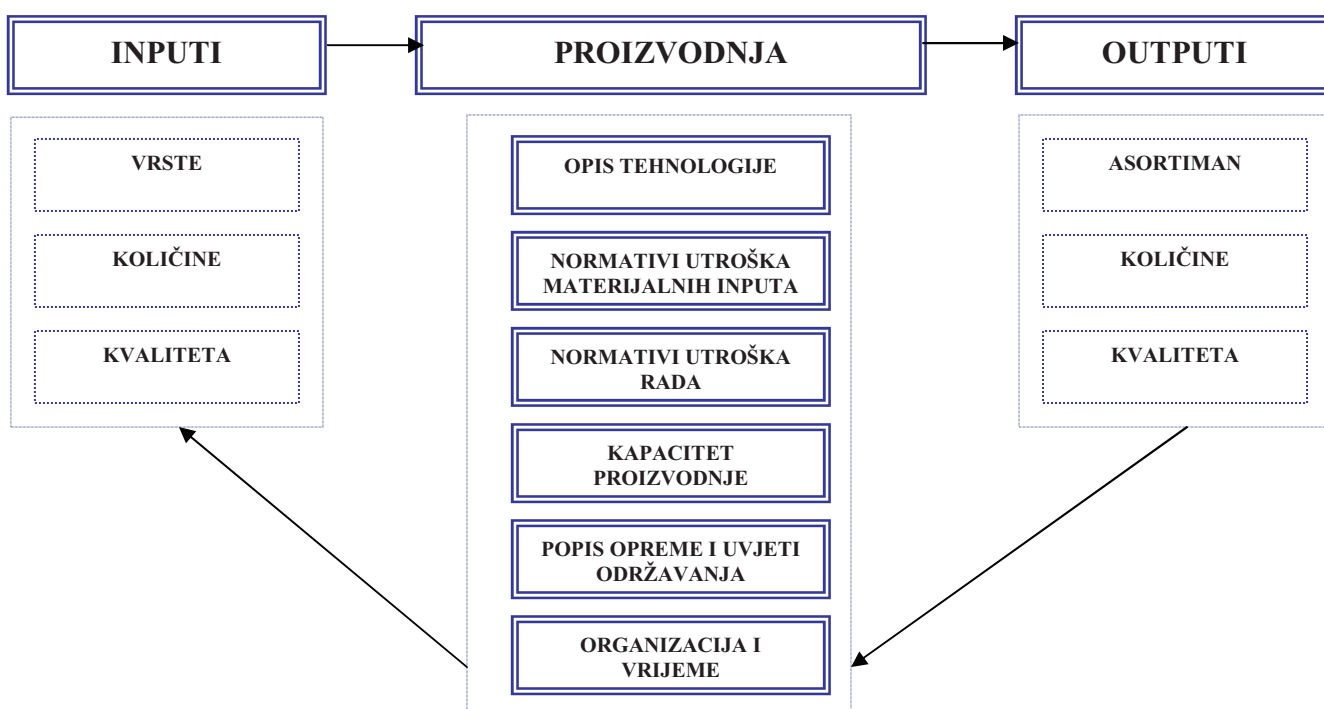 INPUTI
PROIZVODNJA
OUTPUTI
VRSTE
KOLIČINE
KVALITETA
OPIS TEHNOLOGIJE
NORMATIVI UTROŠKA
MATERIJALNIH INPUTA
NORMATIVI UTROŠKA
RADA
KAPACITET
PROIZVODNJE
POPIS OPREME I UVJETI
ODRŽAVANJA
ORGANIZACIJA I
VRIJEME
ASORTIMAN
KOLIČINE
KVALITETA